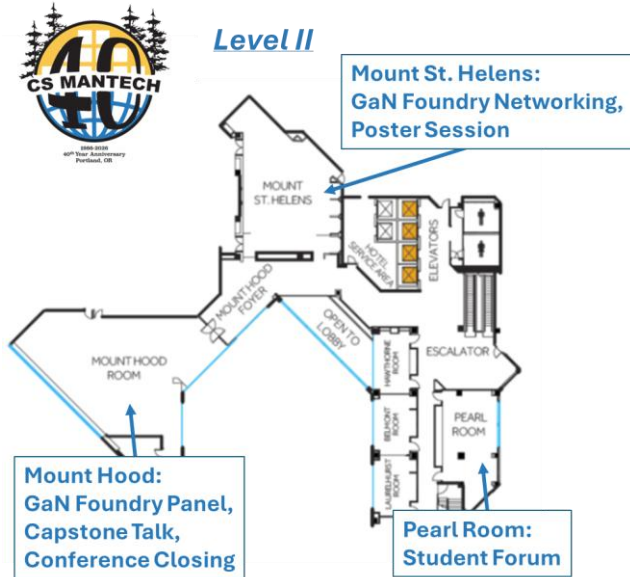 Level II
40
CS MANTECH
1986-2026
40th Year Anniversary
Portland, OR
Mount St. Helens:
GaN Foundry Networking,
Poster Session
MOUNT
ST. HELENS
HOTEL
SERVICE AREA
ELEVATORS
MOUNT HOOD
FOYER
OPEN TO
LOBBY
ESCALATOR
MOUNT HOOD
ROOM
HAWTHORNE
ROOM
BELMONT
ROOM
PEARL
ROOM
LAURELHURST
ROOM
Mount Hood:
GaN Foundry Panel,
Capstone Talk,
Conference Closing
Pearl Room:
Student Forum